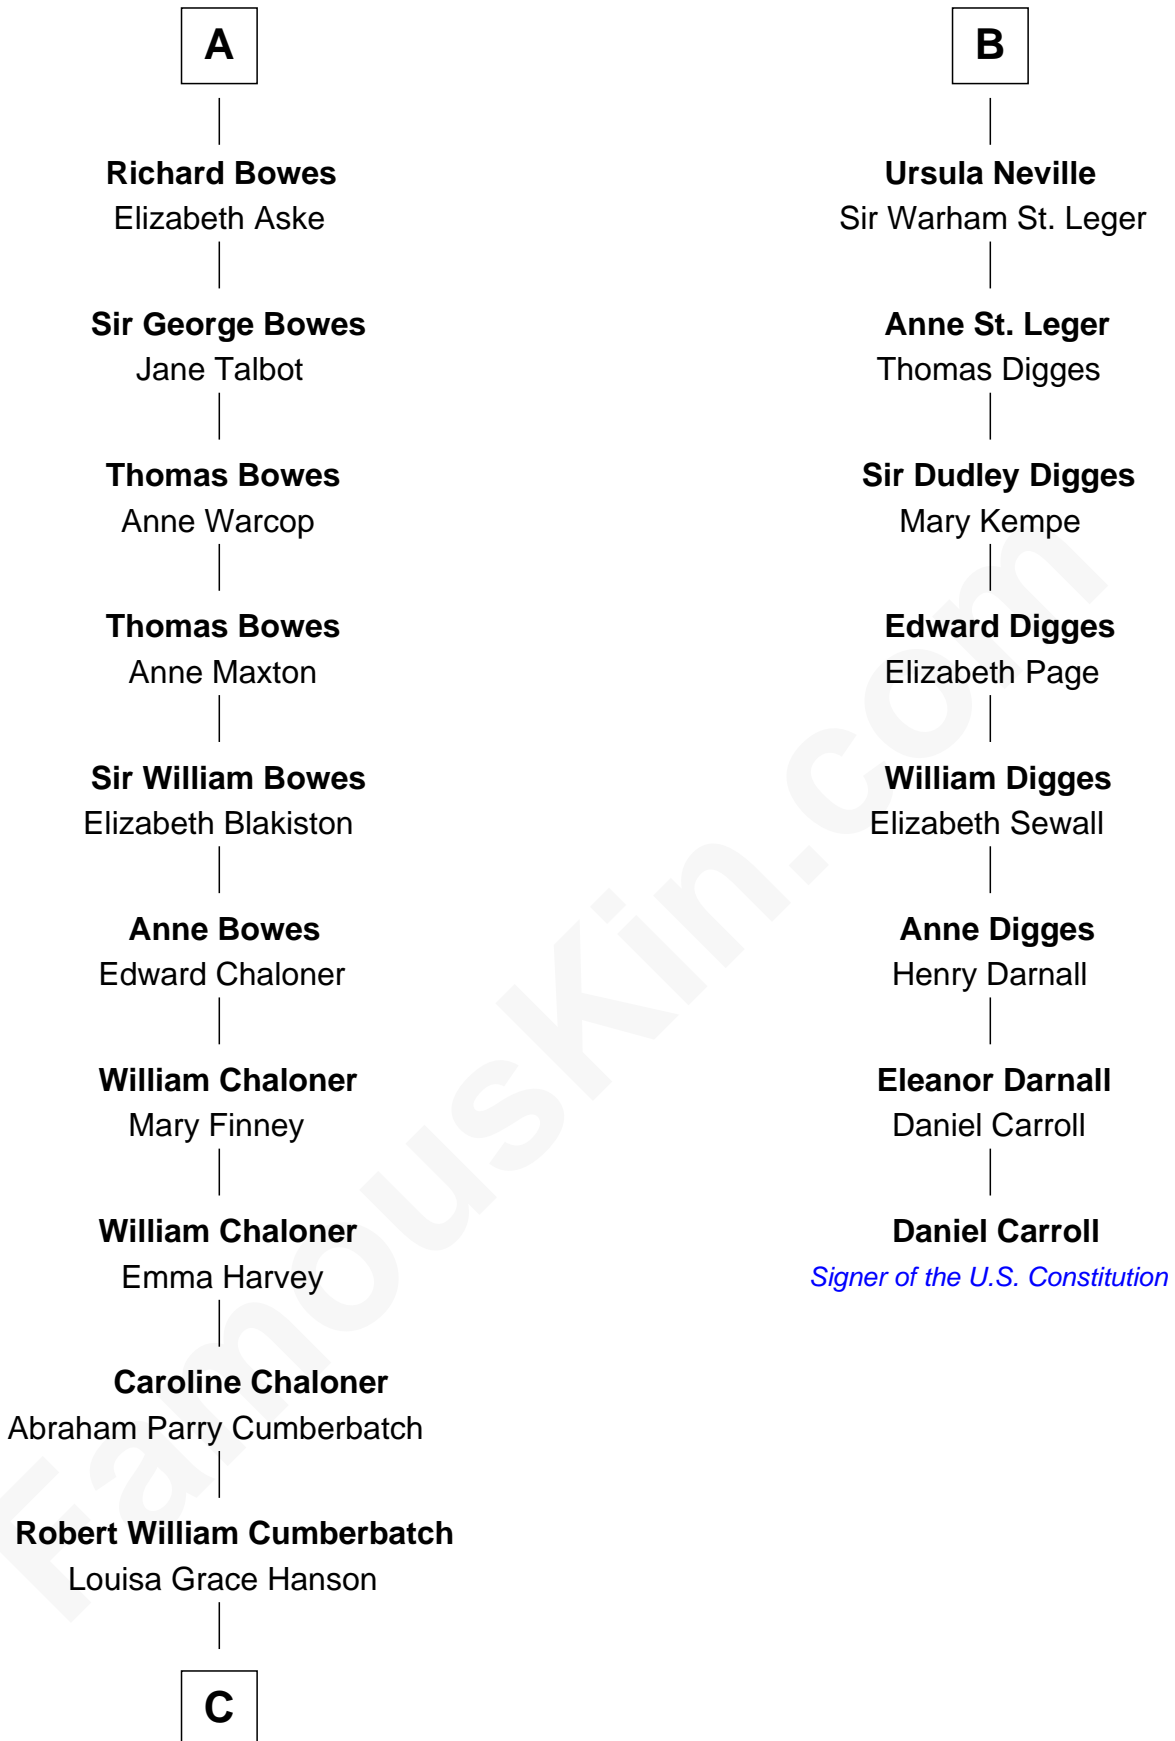 A
Richard Bowes
Elizabeth Aske
Sir George Bowes
Jane Talbot
Thomas Bowes
Anne Warcop
Thomas Bowes
Anne Maxton
Sir William Bowes
Elizabeth Blakiston
Anne Bowes
Edward Chaloner
William Chaloner
Mary Finney
William Chaloner
Emma Harvey
Caroline Chaloner
Abraham Parry Cumberbatch
Robert William Cumberbatch
Louisa Grace Hanson
C
B
Ursula Neville
Sir Warham St. Leger
Anne St. Leger
Thomas Digges
Sir Dudley Digges
Mary Kempe
Edward Digges
Elizabeth Page
William Digges
Elizabeth Sewall
Anne Digges
Henry Darnall
Eleanor Darnall
Daniel Carroll
Daniel Carroll
Signer of the U.S. Constitution
FamousKin.com